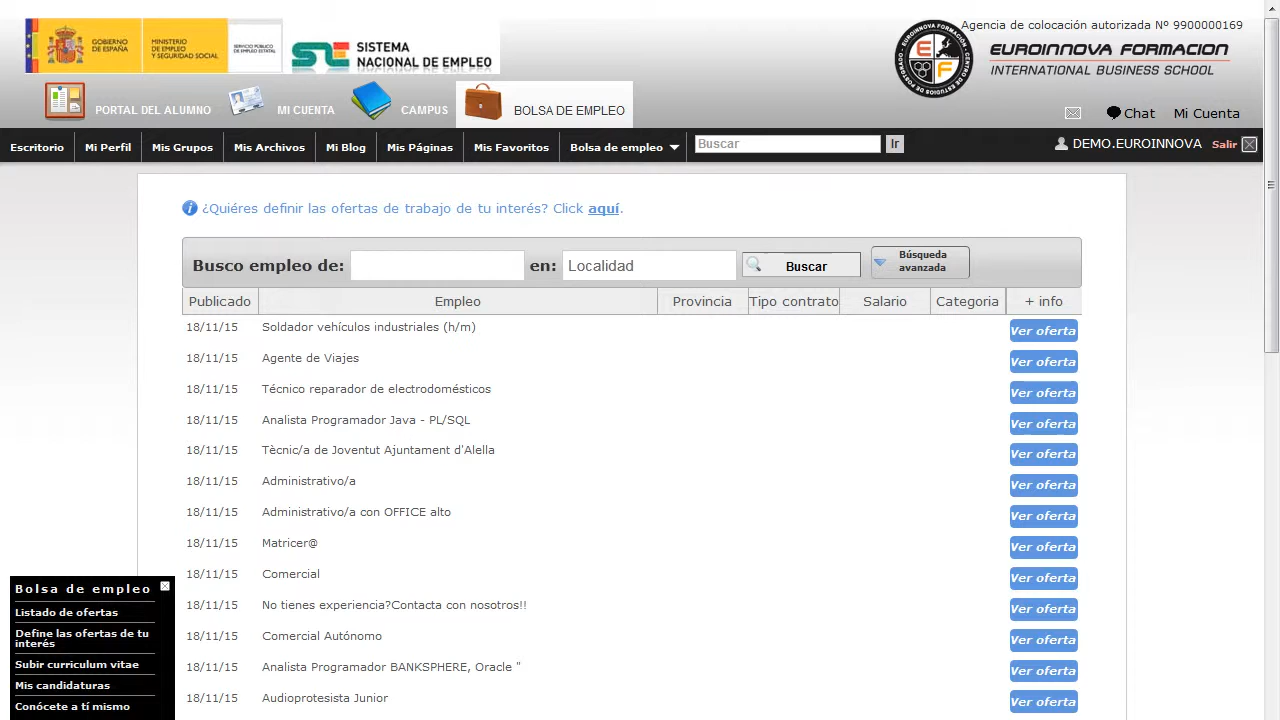 GOBIERNO DE ESPAÑA
MINISTERIO DE EMPLEO Y SEGURIDAD SOCIAL
SERVICIO PÚBLICO DE EMPLEO ESTATAL
SISTEMA NACIONAL DE EMPLEO
Agencia de colocación autorizada Nº 9900000169
EUROINNOVA FORMACION
INTERNATIONAL BUSINESS SCHOOL
PORTAL DEL ALUMNO
MI CUENTA
CAMPUS
BOLSA DE EMPLEO
Chat
Mi Cuenta
Escritorio
Mi Perfil
Mis Grupos
Mis Archivos
Mi Blog
Mis Páginas
Mis Favoritos
Bolsa de empleo
Buscar
Ir
DEMO.EUROINNOVA
Salir
¿Quiéres definir las ofertas de trabajo de tu interés? Click aquí.
Busco empleo de:
en:
Localidad
Buscar
Búsqueda avanzada
Publicado Empleo Provincia Tipo contrato Salario Categoria + info
18/11/15 Soldador vehículos industriales (h/m) Ver oferta
18/11/15 Agente de Viajes Ver oferta
18/11/15 Técnico reparador de electrodomésticos Ver oferta
18/11/15 Analista Programador Java - PL/SQL Ver oferta
18/11/15 Tècnic/a de Joventut Ajuntament d'Alella Ver oferta
18/11/15 Administrativo/a Ver oferta
18/11/15 Administrativo/a con OFFICE alto Ver oferta
18/11/15 Matricer@ Ver oferta
18/11/15 Comercial Ver oferta
18/11/15 No tienes experiencia?Contacta con nosotros!! Ver oferta
18/11/15 Comercial Autónomo Ver oferta
18/11/15 Analista Programador BANKSPHERE, Oracle " Ver oferta
18/11/15 Audioprotesista Junior Ver oferta
Bolsa de empleo
Listado de ofertas
Define las ofertas de tu
interés
Subir curriculum vitae
Mis candidaturas
Conócete a tí mismo